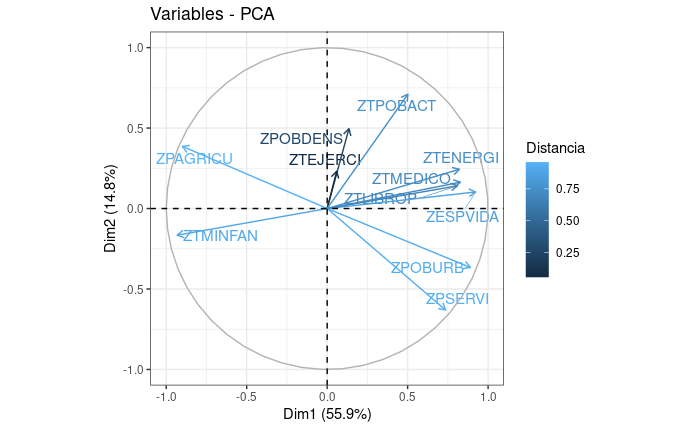 Variables - PCA
1.0
0.5
0.0
-0.5
-1.0
Dim2 (14.8%)
ZTPOBACT
ZPOBDENS
ZTEJERCI
ZPAGRICU
ZTENERGI
ZTMEDICO
ZTLIBROP
ZESPVIDA
ZTMINFAN
ZPOBURB
ZPSERVI
-1.0 -0.5 0.0 0.5 1.0
Dim1 (55.9%)
Distancia
0.75
0.50
0.25